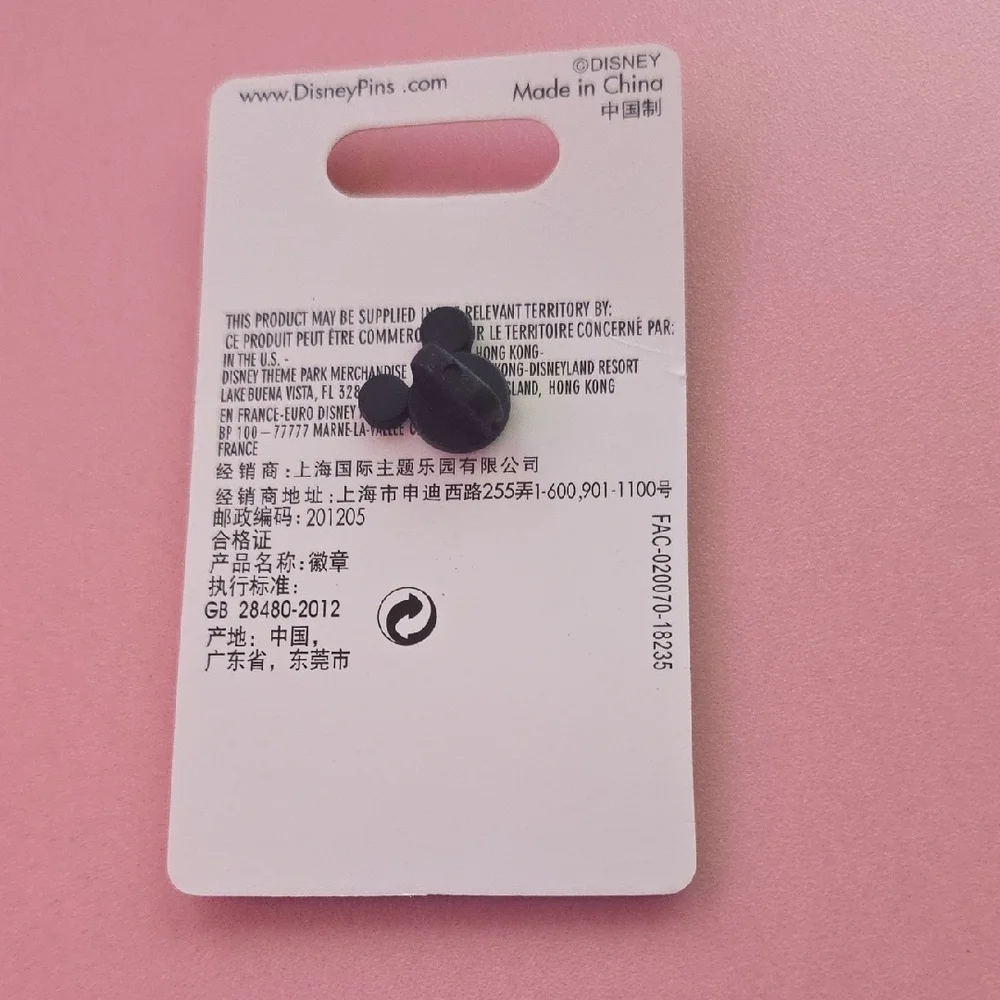 www.DisneyPins .com
©DISNEY
Made in China
中国制
THIS PRODUCT MAY BE SUPPLIED RELEVANT TERRITORY BY:
CE PRODUIT PEUT ÊTRE LE TERRITOIRE CONCERNÉ PAR:
IN THE U.S. - HONG KONG-
DISNEY THEME PARK MERCHANDISE KONG-DISNEYLAND RESORT
LAKE BUENA VISTA, FL HONG KONG
EN FRANCE-EURO DISNEY
BP 100-77777 MARNE-LA-VALLEE
FRANCE
经销商:上海国际主题乐园有限公司
经销商地址:上海市申迪西路255弄1-600,901-1100号
邮政编码:201205
合格证
产品名称:徽章
执行标准:
GB 28480-2012
产地:中国,
广东省,东莞市
FAC-020070-18235